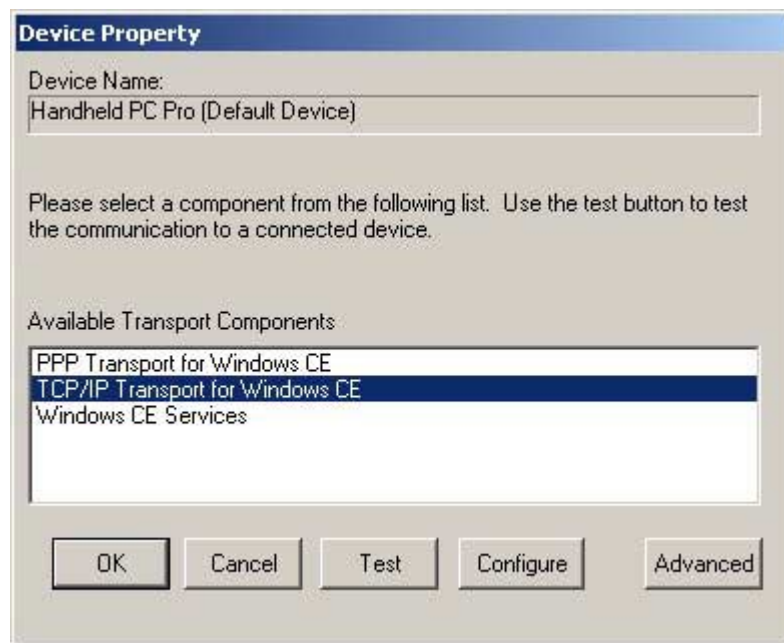 Device Property
Device Name:
Handheld PC Pro (Default Device)
Please select a component from the following list. Use the test button to test
the communication to a connected device.
Available Transport Components
PPP Transport for Windows CE
TCP/IP Transport for Windows CE
Windows CE Services
OK Cancel Test Configure Advanced